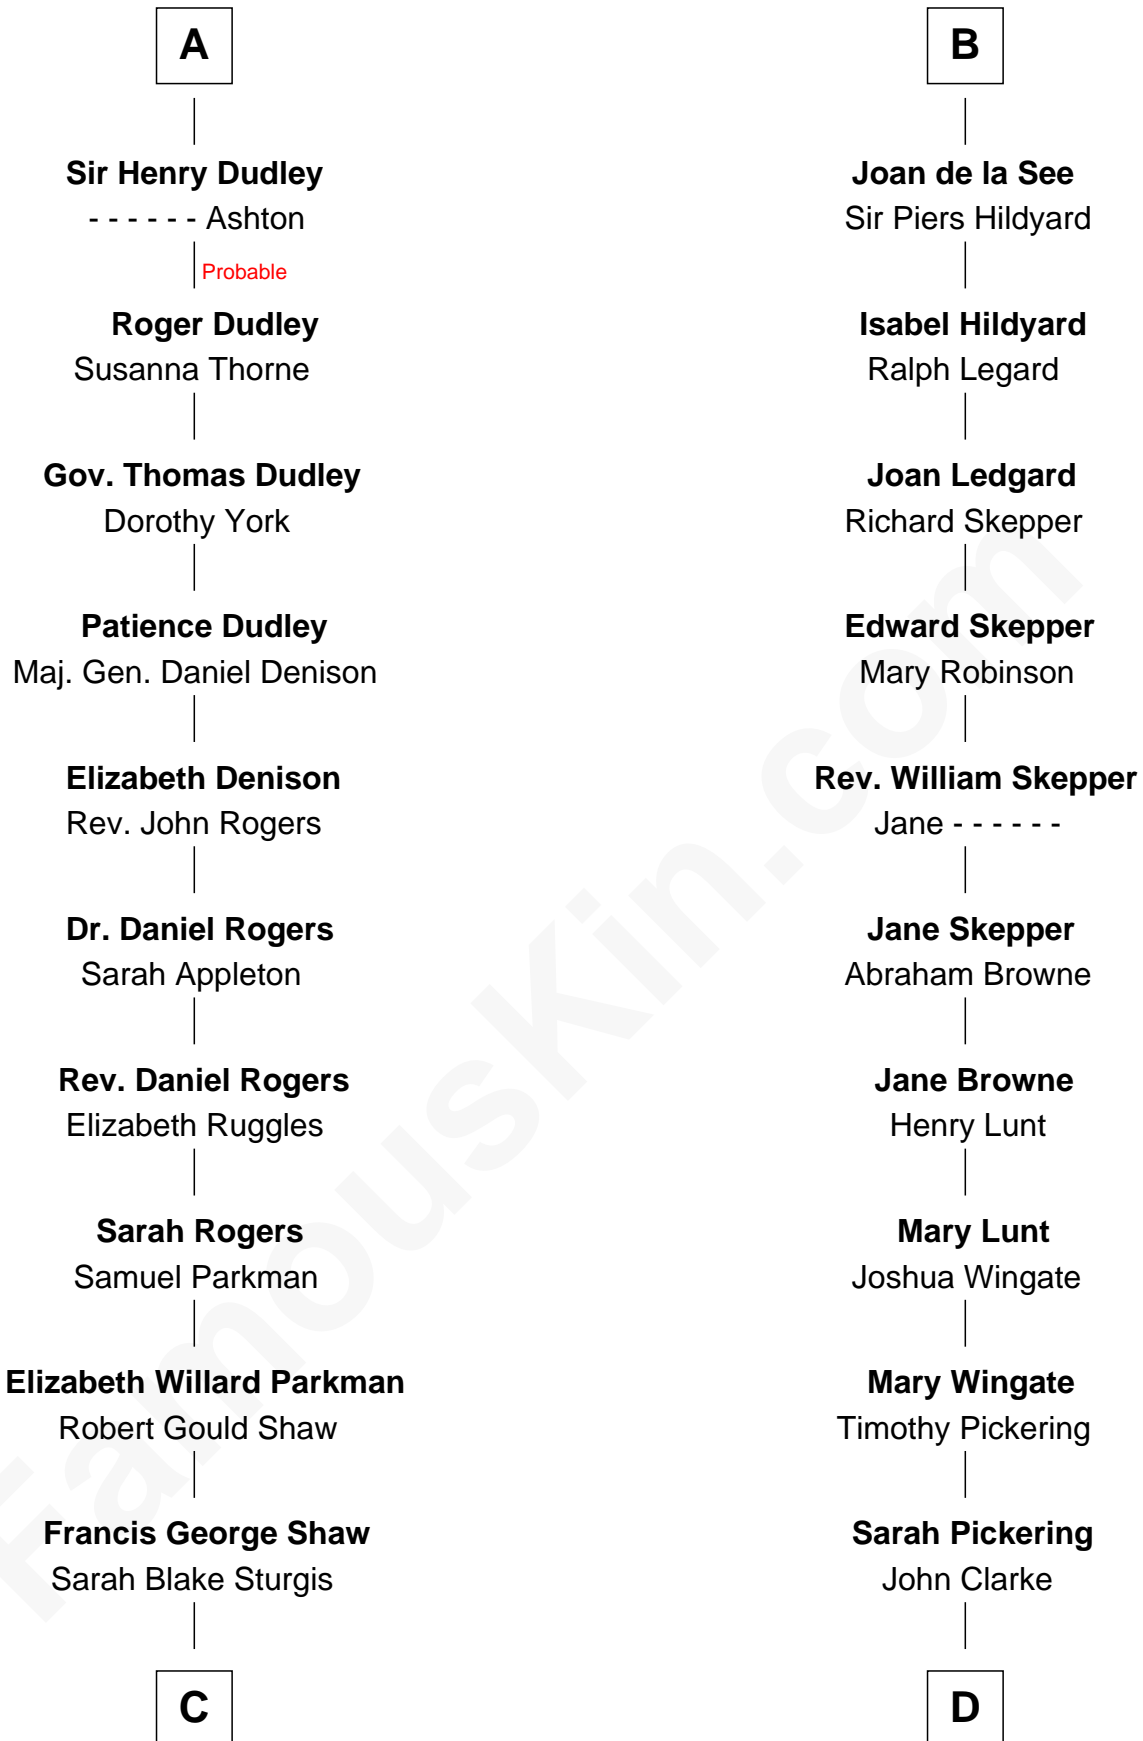 A
Sir Henry Dudley
- - - - - - Ashton
Probable
Roger Dudley
Susanna Thorne
Gov. Thomas Dudley
Dorothy York
Patience Dudley
Maj. Gen. Daniel Denison
Elizabeth Denison
Rev. John Rogers
Dr. Daniel Rogers
Sarah Appleton
Rev. Daniel Rogers
Elizabeth Ruggles
Sarah Rogers
Samuel Parkman
Elizabeth Willard Parkman
Robert Gould Shaw
Francis George Shaw
Sarah Blake Sturgis
C
B
Joan de la See
Sir Piers Hildyard
Isabel Hildyard
Ralph Legard
Joan Ledgard
Richard Skepper
Edward Skepper
Mary Robinson
Rev. William Skepper
Jane - - - - - -
Jane Skepper
Abraham Browne
Jane Browne
Henry Lunt
Mary Lunt
Joshua Wingate
Mary Wingate
Timothy Pickering
Sarah Pickering
John Clarke
D
FamousKin.com